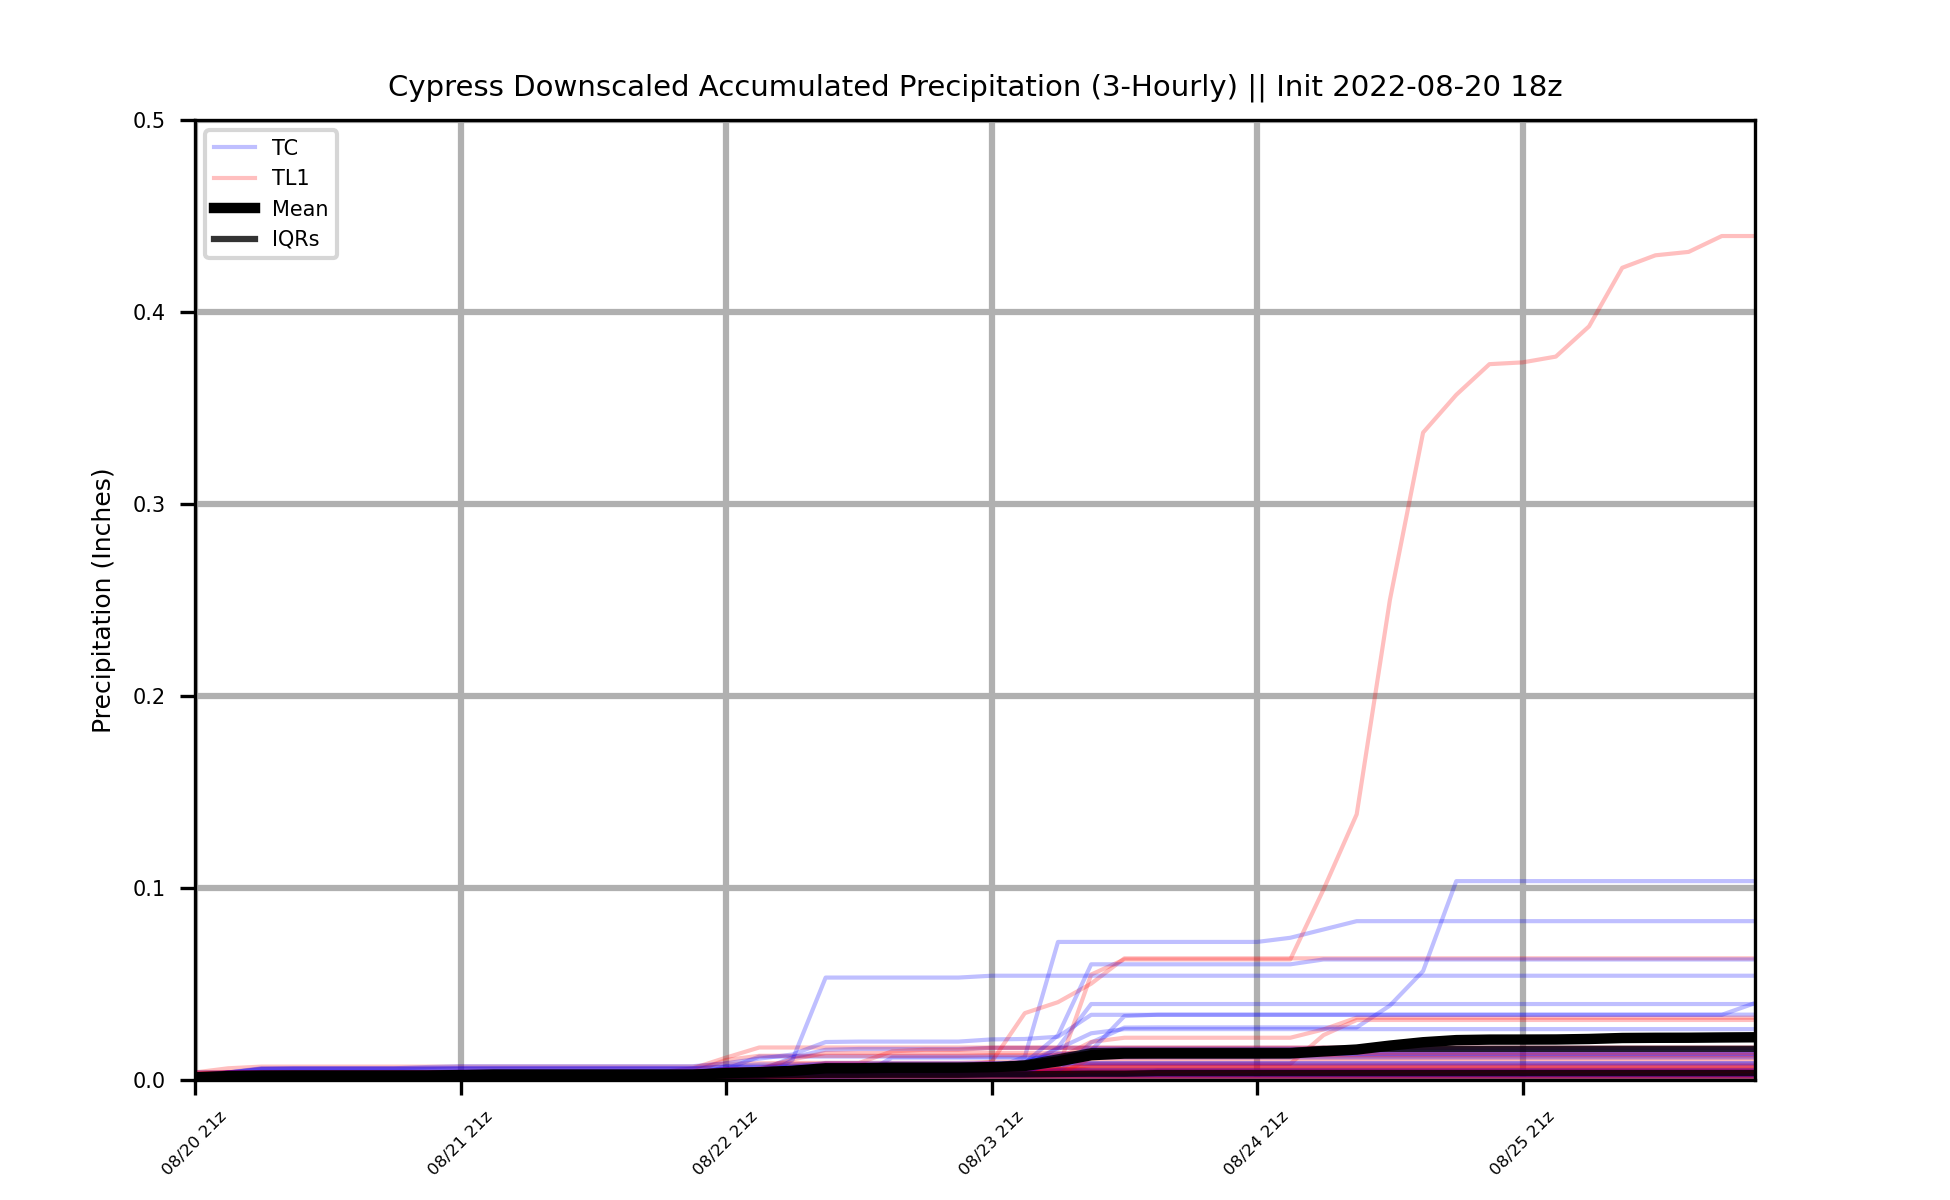 Cypress Downscaled Accumulated Precipitation (3-Hourly) || Init 2022-08-20 18z
TC
TL1
Mean
IQRs
Precipitation (Inches)
0.5
0.4
0.3
0.2
0.1
0.0
08/20 21z
08/21 21z
08/22 21z
08/23 21z
08/24 21z
08/25 21z